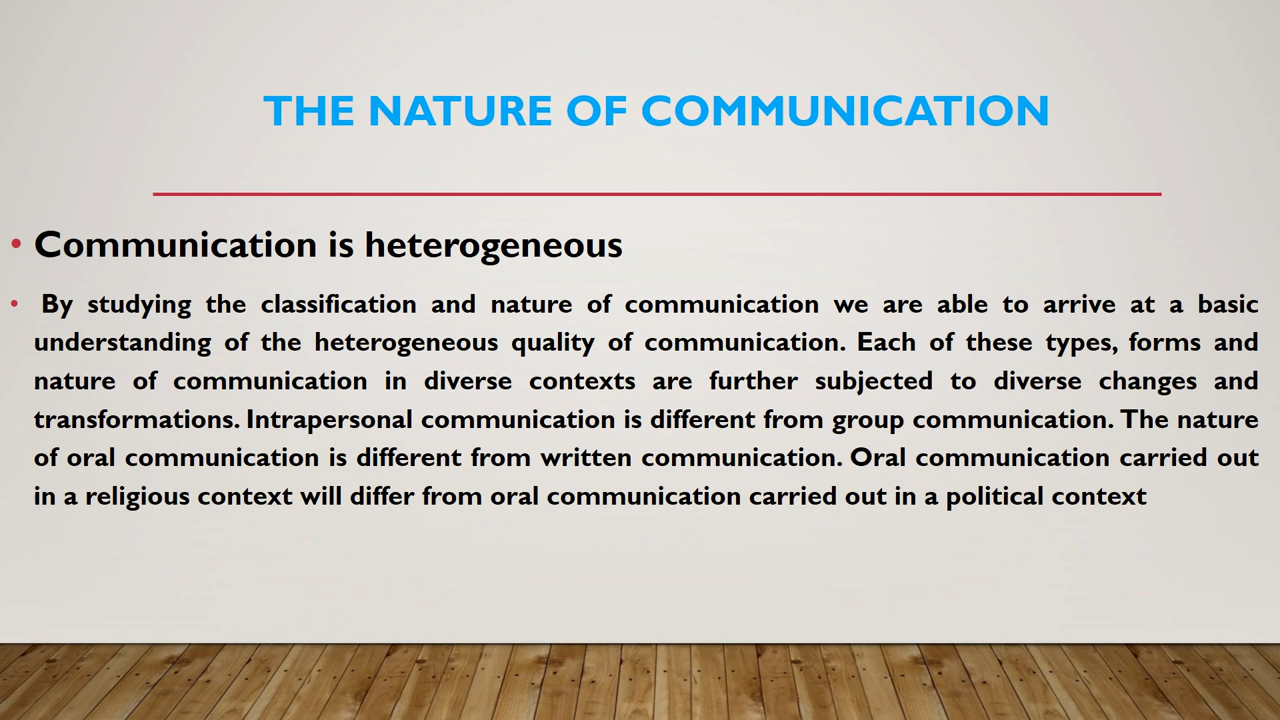 THE NATURE OF COMMUNICATION
• Communication is heterogeneous
• By studying the classification and nature of communication we are able to arrive at a basic
understanding of the heterogeneous quality of communication. Each of these types, forms and
nature of communication in diverse contexts are further subjected to diverse changes and
transformations. Intrapersonal communication is different from group communication. The nature
of oral communication is different from written communication. Oral communication carried out
in a religious context will differ from oral communication carried out in a political context